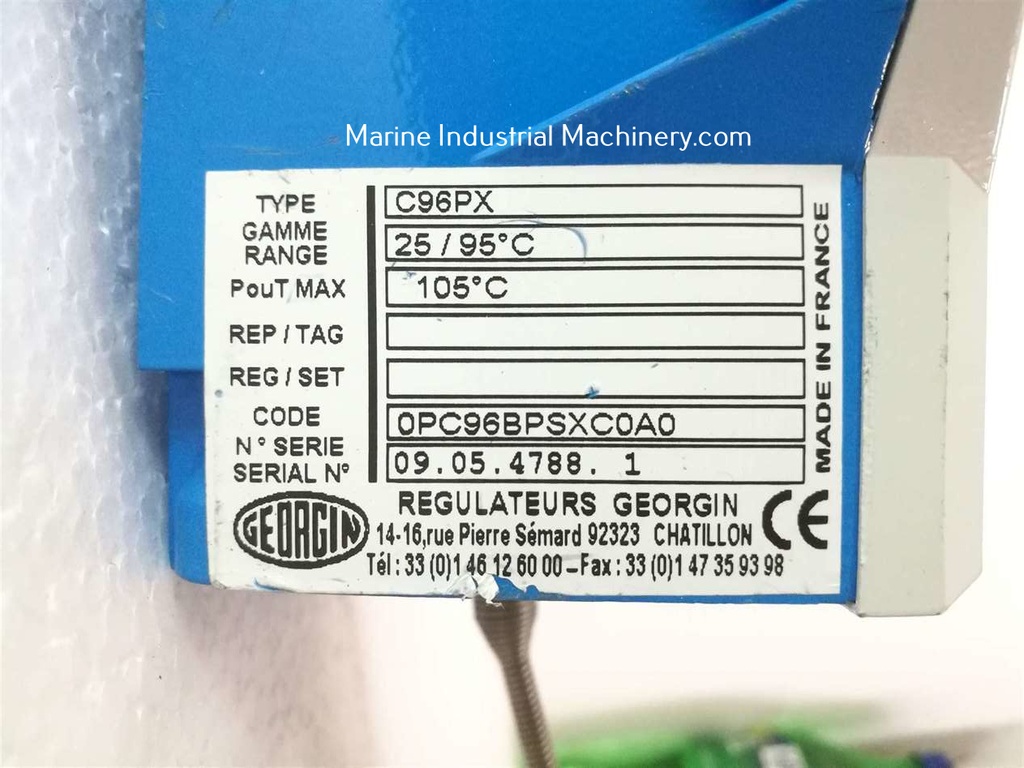 Marine Industrial Machinery.com
TYPE C96PX
GAMME
RANGE 25 / 95°C
PouT MAX 105°C
REP / TAG
REG / SET
CODE 0PC96BPSXC0A0
N° SERIE
SERIAL N° 09.05.4788. 1
MADE IN FRANCE
REGULATEURS GEORGIN
GEORGIN
14-16,rue Pierre Sémard 92323 CHATILLON
CE
Tél : 33 (0)1 46 12 60 00 – Fax : 33 (0)1 47 35 93 98